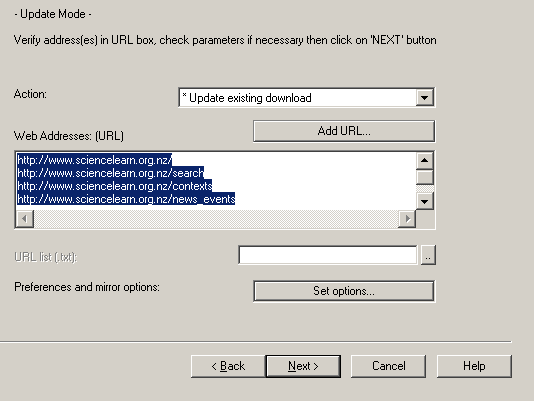 - Update Mode -
Verify address(es) in URL box, check parameters if necessary then click on 'NEXT' button
Action:
* Update existing download
Web Addresses: (URL)
Add URL...
http://www.sciencelearn.org.nz/
http://www.sciencelearn.org.nz/search
http://www.sciencelearn.org.nz/contexts
http://www.sciencelearn.org.nz/news_events
URL list (.txt):
..
Preferences and mirror options:
Set options...
< Back
Next >
Cancel
Help